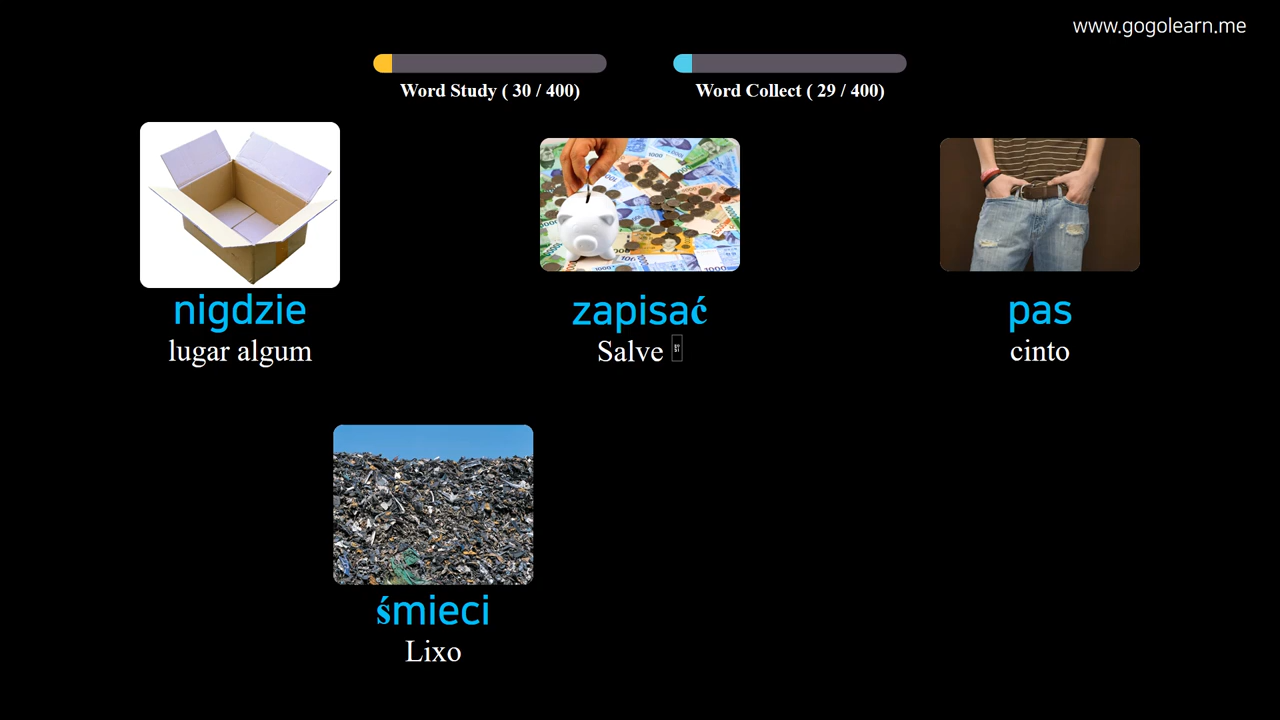 www.gogolearn.me
Word Study ( 30 / 400)
Word Collect ( 29 / 400)
nigdzie
lugar algum
zapisać
Salve
pas
cinto
śmieci
Lixo